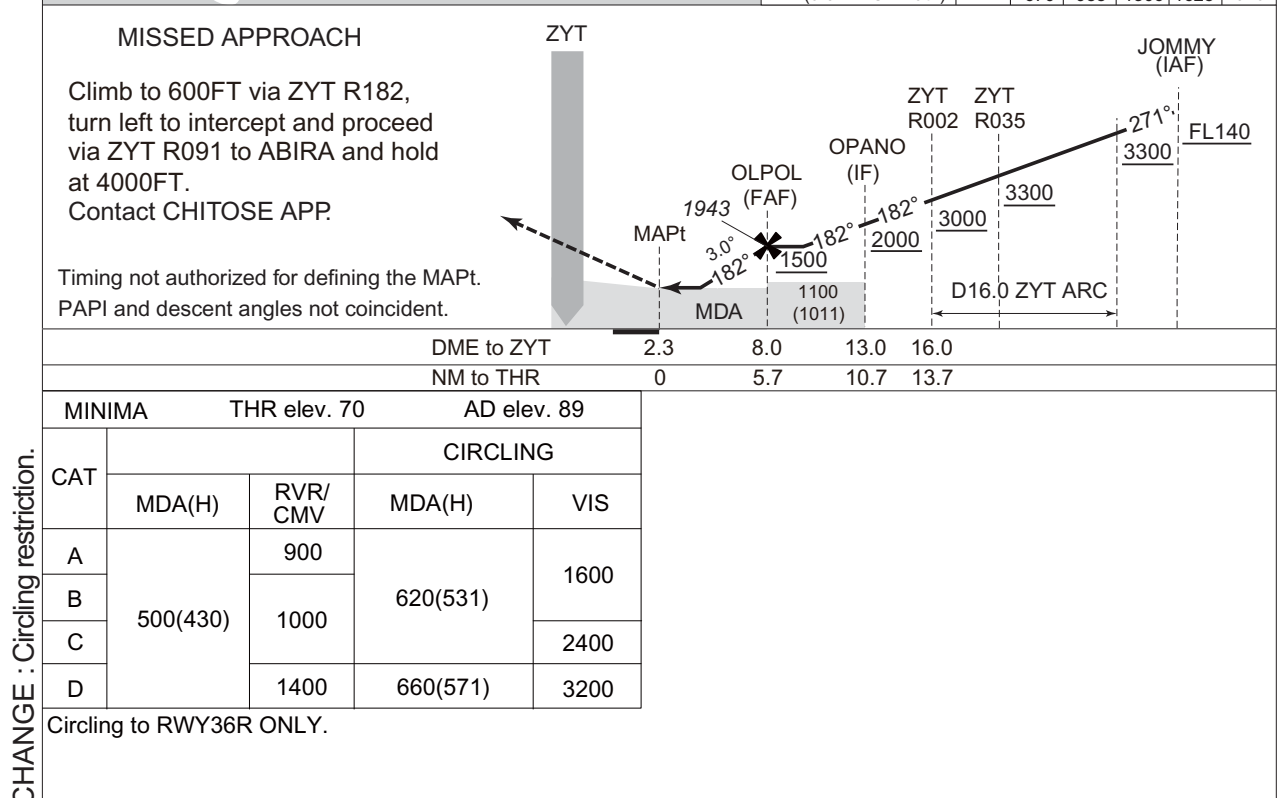 MISSED APPROACH
Climb to 600FT via ZYT R182,
turn left to intercept and proceed
via ZYT R091 to ABIRA and hold
at 4000FT.
Contact CHITOSE APP.
Timing not authorized for defining the MAPt.
PAPI and descent angles not coincident.
ZYT
JOMMY
(IAF)
ZYT
R002
ZYT
R035
271°
FL140
3300
OPANO
(IF)
3300
OLPOL
(FAF)
182°
3000
1943
182°
2000
MAPt
3.0°
182°
1500
1100
(1011)
MDA
D16.0 ZYT ARC
DME to ZYT 2.3 8.0 13.0 16.0
NM to THR 0 5.7 10.7 13.7
MINIMA THR elev. 70 AD elev. 89
CAT CIRCLING
MDA(H) RVR/
CMV MDA(H) VIS
A 900
B 1600
500(430) 1000 620(531)
C 2400
D 1400 660(571) 3200
Circling to RWY36R ONLY.
CHANGE : Circling restriction.